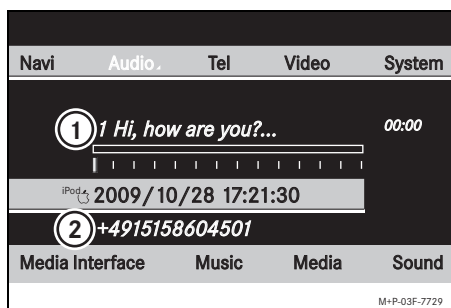 Navi Audio Tel Video System
1 1 Hi, how are you?... 00:00
iPod 2009/10/28 17:21:30
2 +4915158604501
Media Interface Music Media Sound
M+P-03F-7729